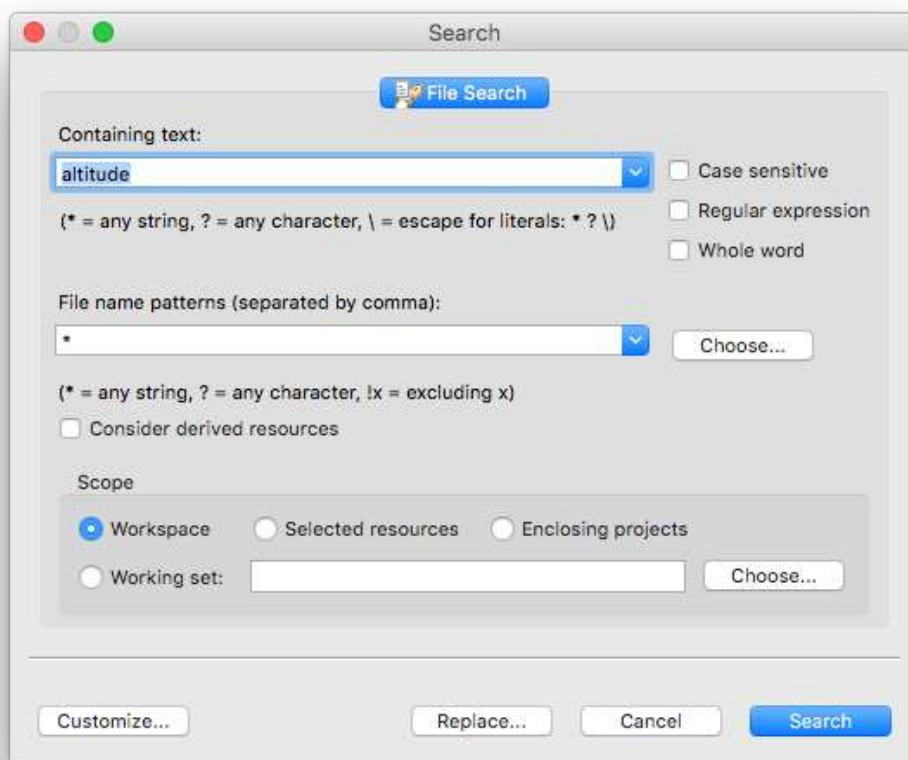 Search
File Search
Containing text:
altitude
Case sensitive
(* = any string, ? = any character, \ = escape for literals: * ? \)
Regular expression
Whole word
File name patterns (separated by comma):
*
Choose...
(* = any string, ? = any character, !x = excluding x)
Consider derived resources
Scope
Workspace Selected resources Enclosing projects
Working set: Choose...
Customize... Replace... Cancel Search